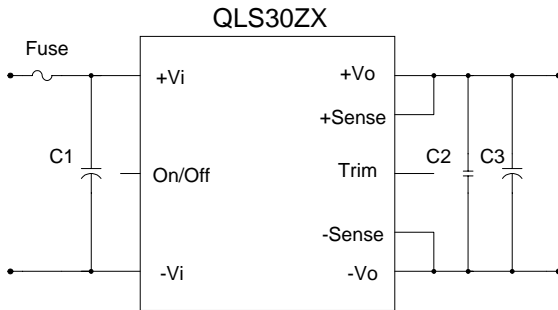 QLS30ZX
Fuse
+Vi
+Vo
+Sense
C1
On/Off
Trim
C2
C3
-Sense
-Vi
-Vo